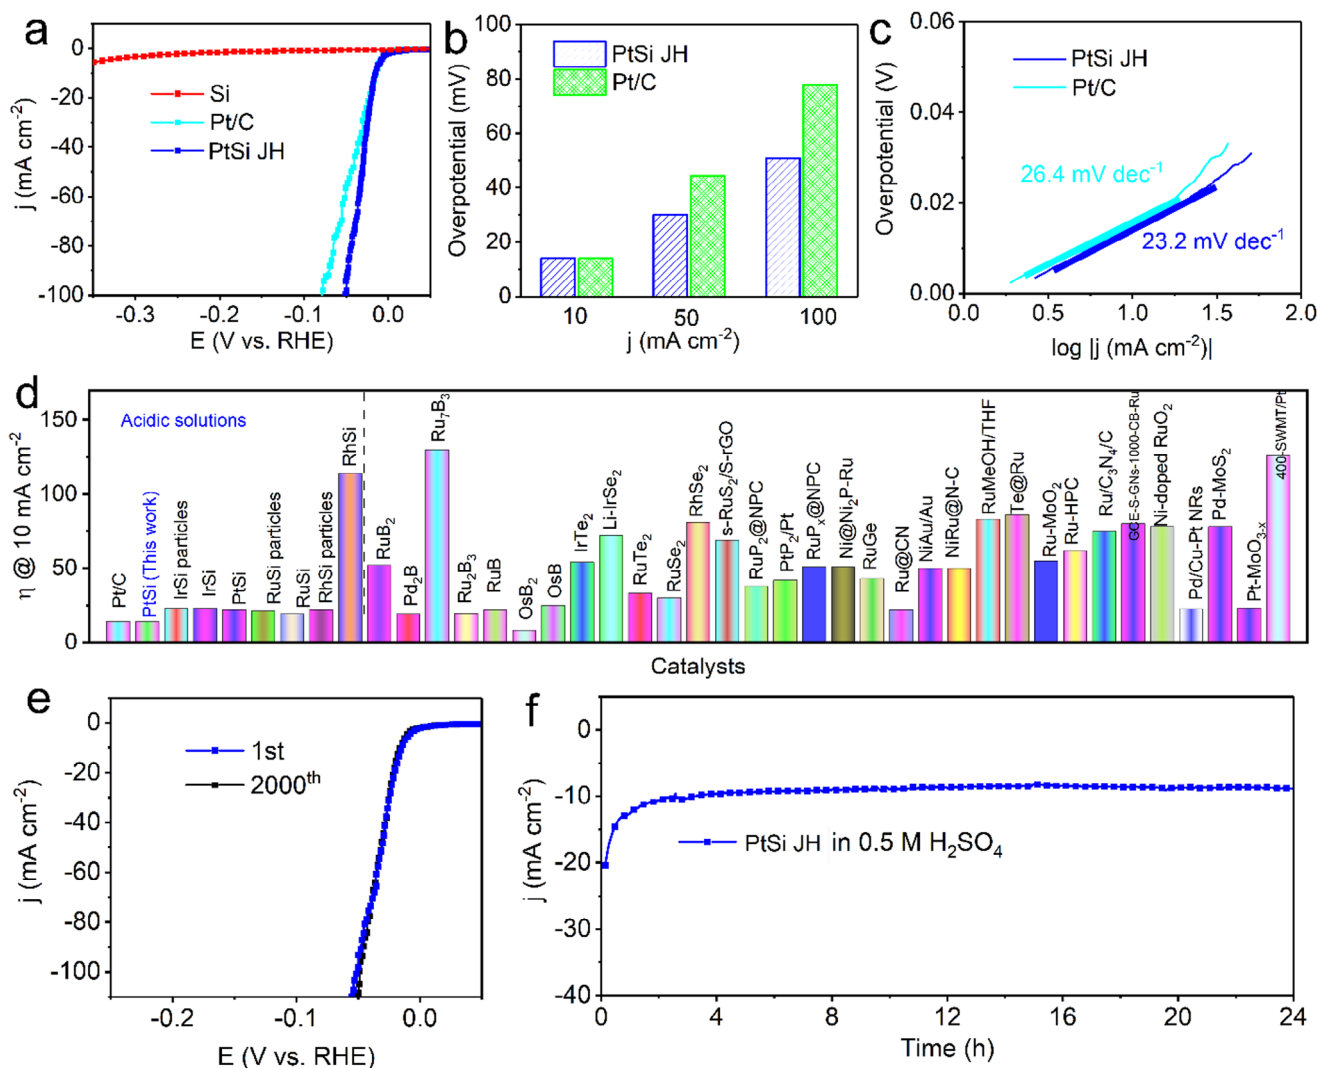 a
0
-20
-40
-60
-80
-100
j (mA cm⁻²)
Si
Pt/C
PtSi JH
-0.3
-0.2
-0.1
0.0
E (V vs. RHE)
b
100
80
60
40
20
0
Overpotential (mV)
PtSi JH
Pt/C
10
50
100
j (mA cm⁻²)
c
0.06
0.04
0.02
0.00
Overpotential (V)
PtSi JH
Pt/C
26.4 mV dec⁻¹
23.2 mV dec⁻¹
0.0
0.5
1.0
1.5
2.0
log |j (mA cm⁻²)|
d
150
100
50
0
η @ 10 mA cm⁻²
Acidic solutions
Pt/C
PtSi (This work)
IrSi particles
IrSi
PtSi
RuSi particles
RuSi
RhSi particles
RhSi
RuB₂
Pd₂B
Ru₇B₃
Ru₂B₃
RuB
OsB₂
OsB
IrTe₂
Li-IrSe₂
RuTe₂
RuSe₂
RhSe₂
s-RuS₂/S-rGO
RuP₂@NPC
PtP₂/Pt
RuPₓ@NPC
Ni@Ni₂P-Ru
RuGe
Ru@CN
NiAu/Au
NiRu@N-C
RuMeOH/THF
Te@Ru
Ru-MoO₂
Ru-HPC
Ru/C₃N₄/C
GCE-S-GNs-1000-CB-Ru
Ni-doped RuO₂
Pd/Cu-Pt NRs
Pd-MoS₂
Pt-MoO₃₋ₓ
400-SWMT/Pt
Catalysts
e
0
-20
-40
-60
-80
-100
j (mA cm⁻²)
1st
2000ᵗʰ
-0.2
-0.1
0.0
E (V vs. RHE)
f
0
-10
-20
-30
-40
j (mA cm⁻²)
PtSi JH in 0.5 M H₂SO₄
0
4
8
12
16
20
24
Time (h)